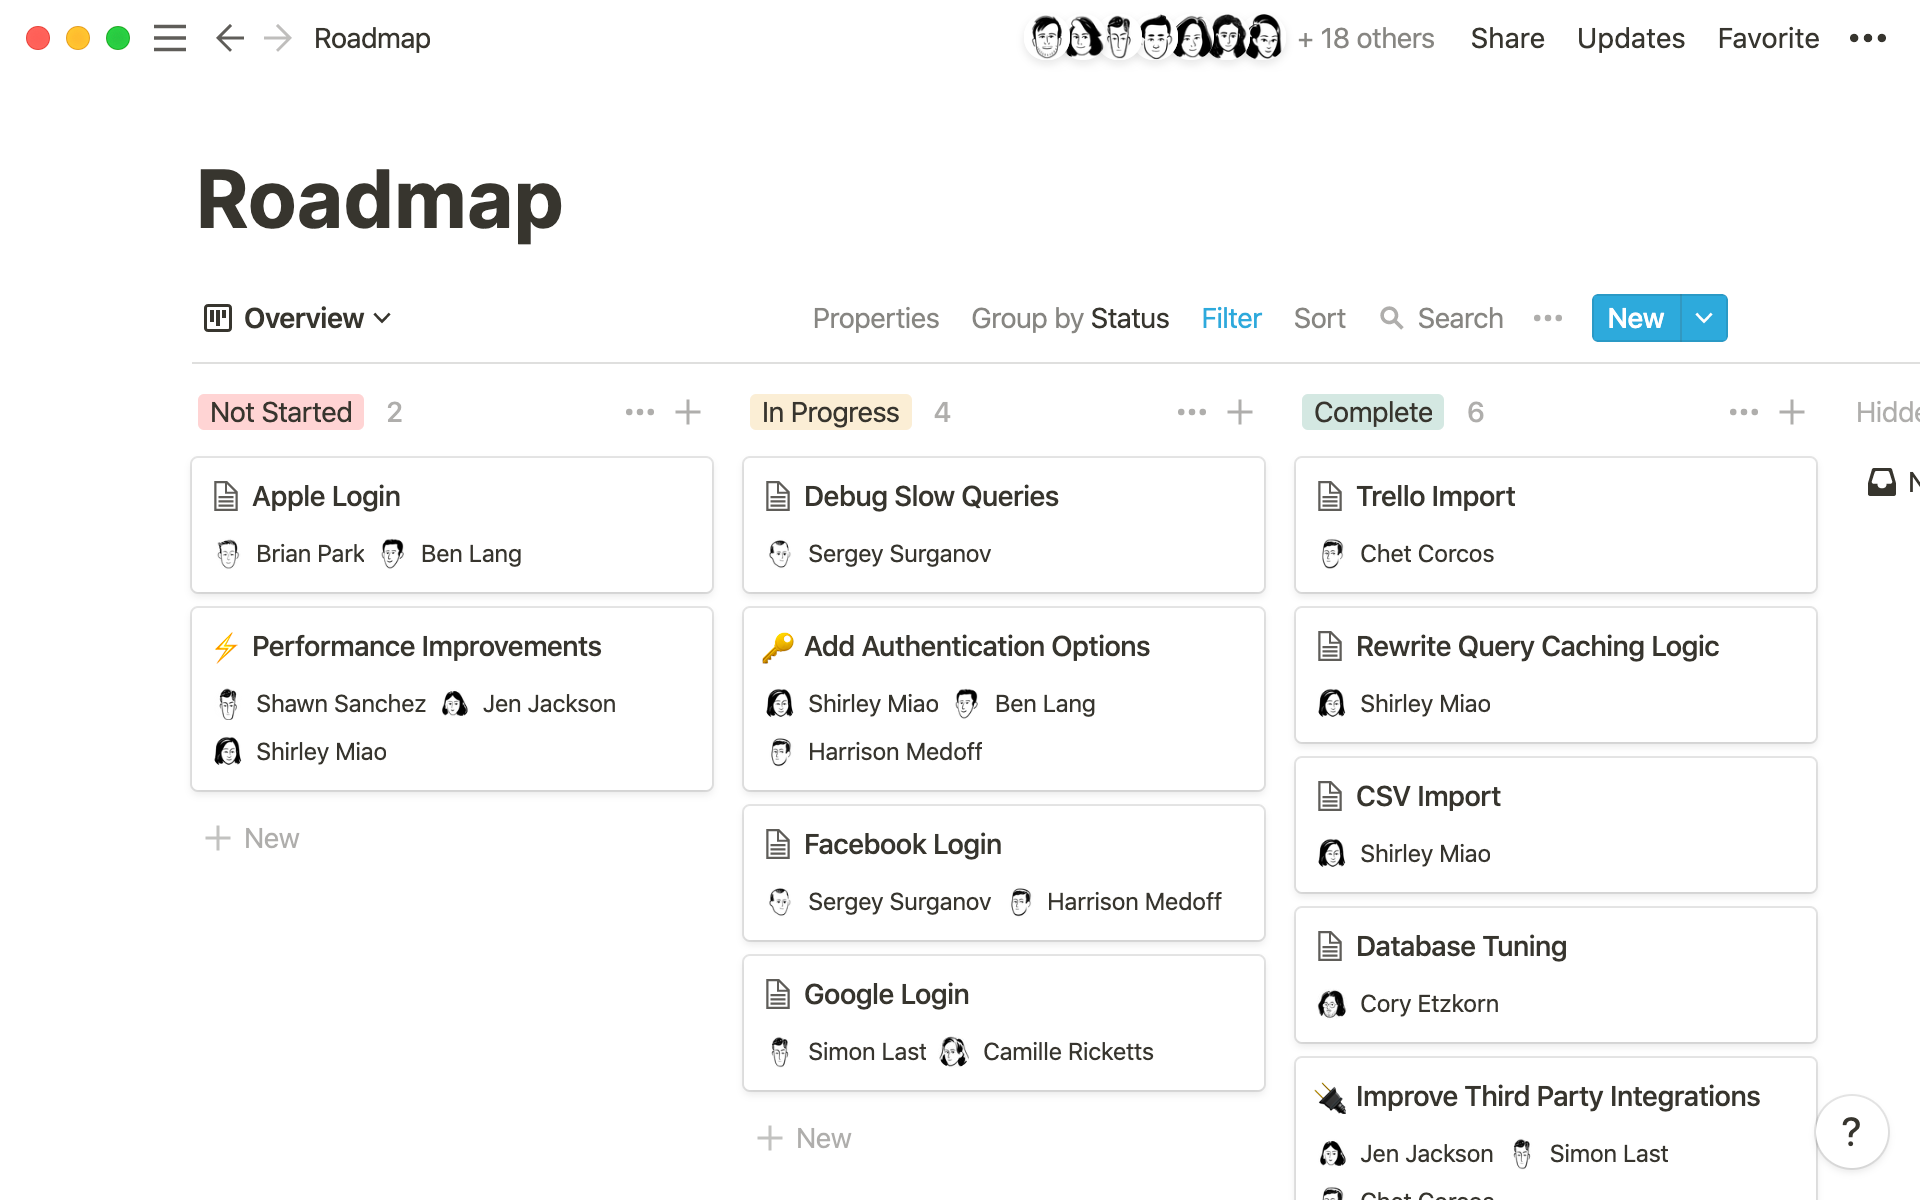 Roadmap
+ 18 others Share Updates Favorite
Roadmap
Overview
Properties Group by Status Filter Sort Search New
Not Started 2
Apple Login
Brian Park Ben Lang
Performance Improvements
Shawn Sanchez Jen Jackson
Shirley Miao
New
In Progress 4
Debug Slow Queries
Sergey Surganov
Add Authentication Options
Shirley Miao Ben Lang
Harrison Medoff
Facebook Login
Sergey Surganov Harrison Medoff
Google Login
Simon Last Camille Ricketts
New
Complete 6
Trello Import
Chet Corcos
Rewrite Query Caching Logic
Shirley Miao
CSV Import
Shirley Miao
Database Tuning
Cory Etzkorn
Improve Third Party Integrations
Jen Jackson Simon Last
Chet Corcos
Hidde
N
?